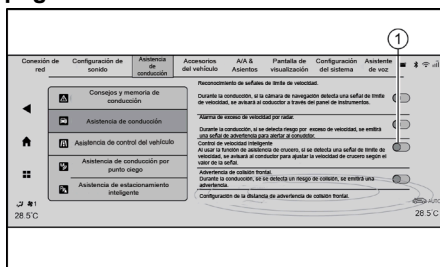 1
Conexión de red
Configuración de sonido
Asistencia de conducción
Accesorios del vehículo
A/A & Asientos
Pantalla de visualización
Configuración del sistema
Asistente de voz
Consejos y memoria de conducción
Asistencia de conducción
Asistencia de control del vehículo
Asistencia de conducción por punto ciego
Asistencia de estacionamiento inteligente
Reconocimiento de señales de límite de velocidad.
Durante la conducción, si la cámara de navegación detecta una señal de límite
de velocidad, se avisará al conductor a través del panel de instrumentos.
Alarma de exceso de velocidad por radar.
Durante la conducción, si se detecta riesgo por exceso de velocidad, se emitirá
una señal de advertencia para alertar al conductor.
Control de velocidad inteligente
Al usar la función de asistencia de crucero, si se detecta una señal de límite de
velocidad, se avisará al conductor para ajustar la velocidad de crucero según el
valor de la señal.
Advertencia de colisión frontal.
Durante la conducción, se se detecta un riesgo de colisión, se emitirá una
advertencia.
Configuración de la distancia de advertencia de colisión frontal.
1
28.5°C
AUTO
28.5°C